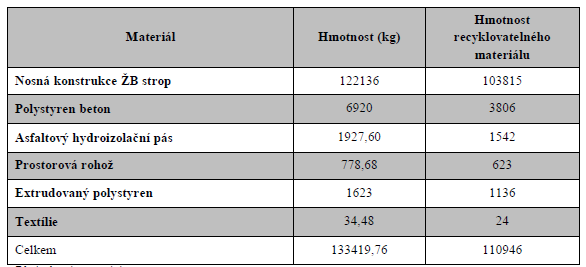 Materiál Hmotnost (kg) Hmotnost recyklovatelného materiálu
Nosná konstrukce ŽB strop 122136 103815
Polystyren beton 6920 3806
Asfaltový hydroizolační pás 1927,60 1542
Prostorová rohož 778,68 623
Extrudovaný polystyren 1623 1136
Textílie 34,48 24
Celkem 133419,76 110946